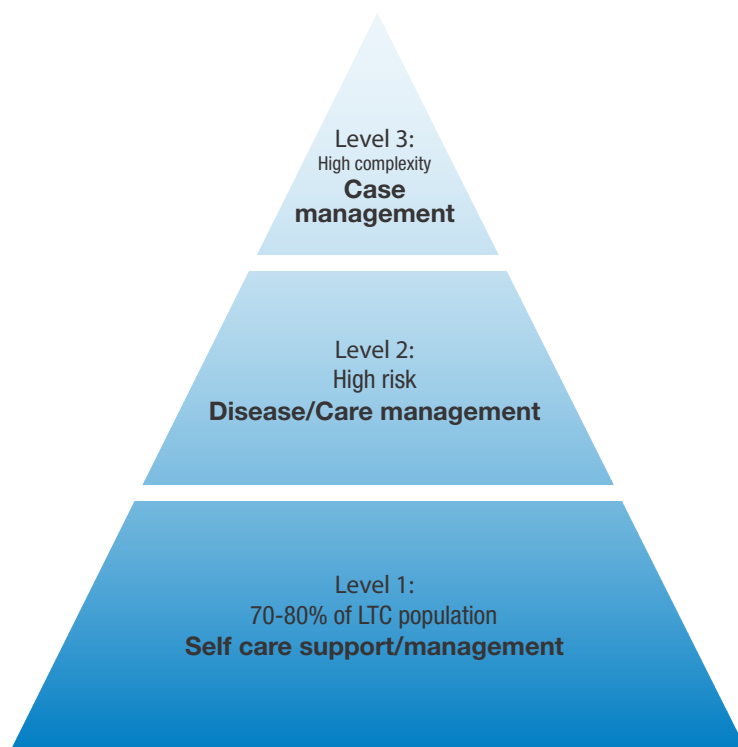 Level 3:
High complexity
Case
management
Level 2:
High risk
Disease/Care management
Level 1:
70-80% of LTC population
Self care support/management